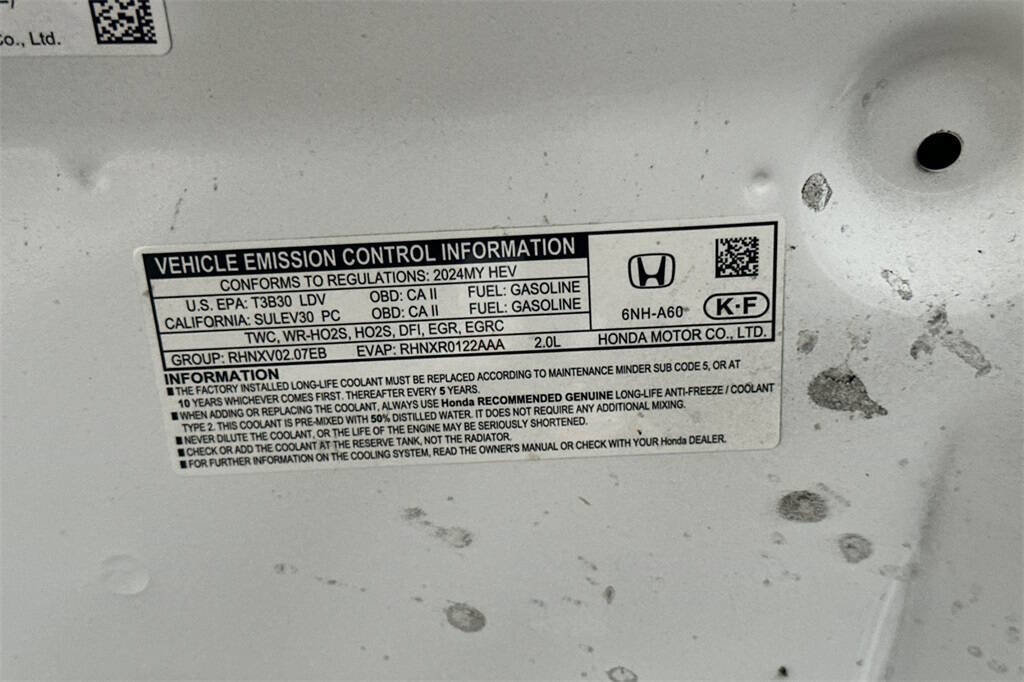 Co., Ltd.
VEHICLE EMISSION CONTROL INFORMATION
CONFORMS TO REGULATIONS: 2024MY HEV
U.S. EPA: T3B30 LDV OBD: CA II FUEL: GASOLINE
CALIFORNIA: SULEV30 PC OBD: CA II FUEL: GASOLINE
TWC, WR-HO2S, HO2S, DFI, EGR, EGRC
GROUP: RHNXV02.07EB EVAP: RHNXR0122AAA 2.0L
6NH-A60 K-F
HONDA MOTOR CO., LTD.
INFORMATION
■ THE FACTORY INSTALLED LONG-LIFE COOLANT MUST BE REPLACED ACCORDING TO MAINTENANCE MINDER SUB CODE 5, OR AT
10 YEARS WHICHEVER COMES FIRST. THEREAFTER EVERY 5 YEARS.
■ WHEN ADDING OR REPLACING THE COOLANT, ALWAYS USE Honda RECOMMENDED GENUINE LONG-LIFE ANTI-FREEZE / COOLANT
TYPE 2. THIS COOLANT IS PRE-MIXED WITH 50% DISTILLED WATER. IT DOES NOT REQUIRE ANY ADDITIONAL MIXING.
■ NEVER DILUTE THE COOLANT, OR THE LIFE OF THE ENGINE MAY BE SERIOUSLY SHORTENED.
■ CHECK OR ADD THE COOLANT AT THE RESERVE TANK, NOT THE RADIATOR.
■ FOR FURTHER INFORMATION ON THE COOLING SYSTEM, READ THE OWNER'S MANUAL OR CHECK WITH YOUR Honda DEALER.